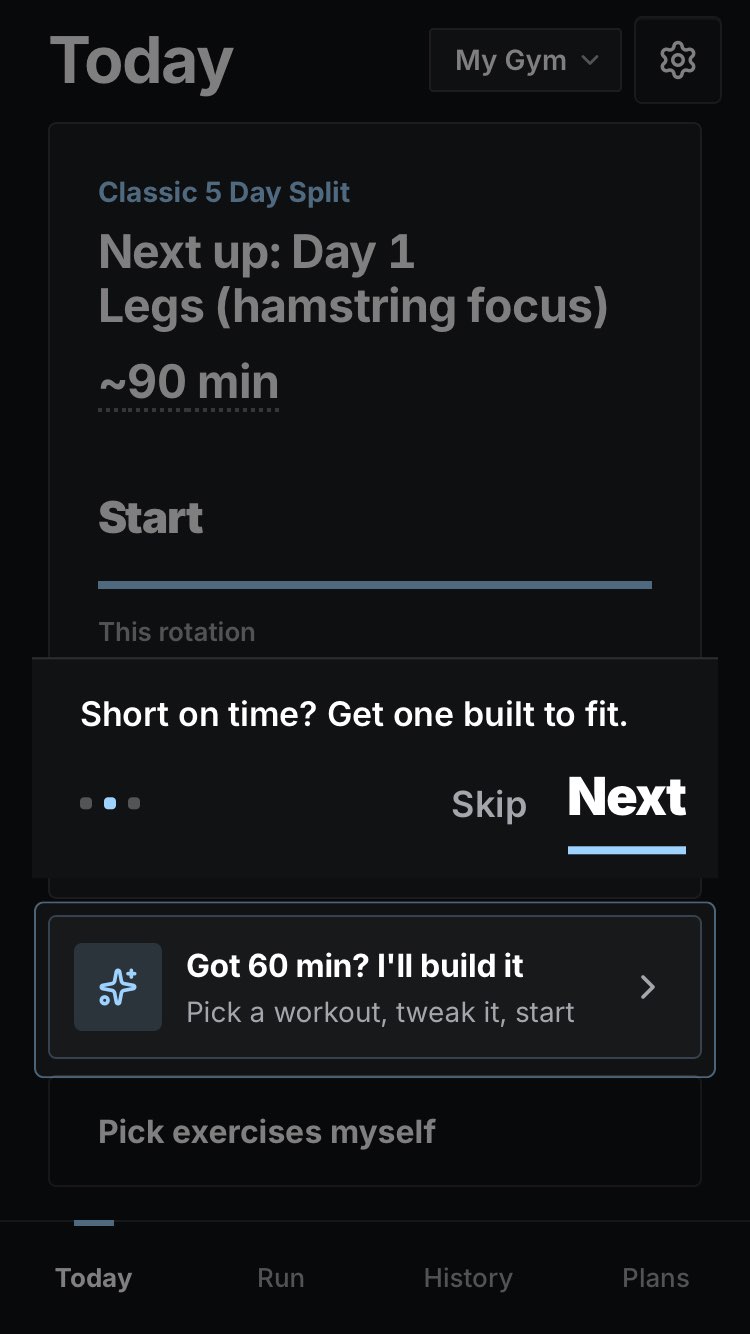 Today
My Gym
Classic 5 Day Split
Next up: Day 1
Legs (hamstring focus)
~90 min
Start
This rotation
Short on time? Get one built to fit.
Skip
Next
Got 60 min? I'll build it
Pick a workout, tweak it, start
Pick exercises myself
Today
Run
History
Plans